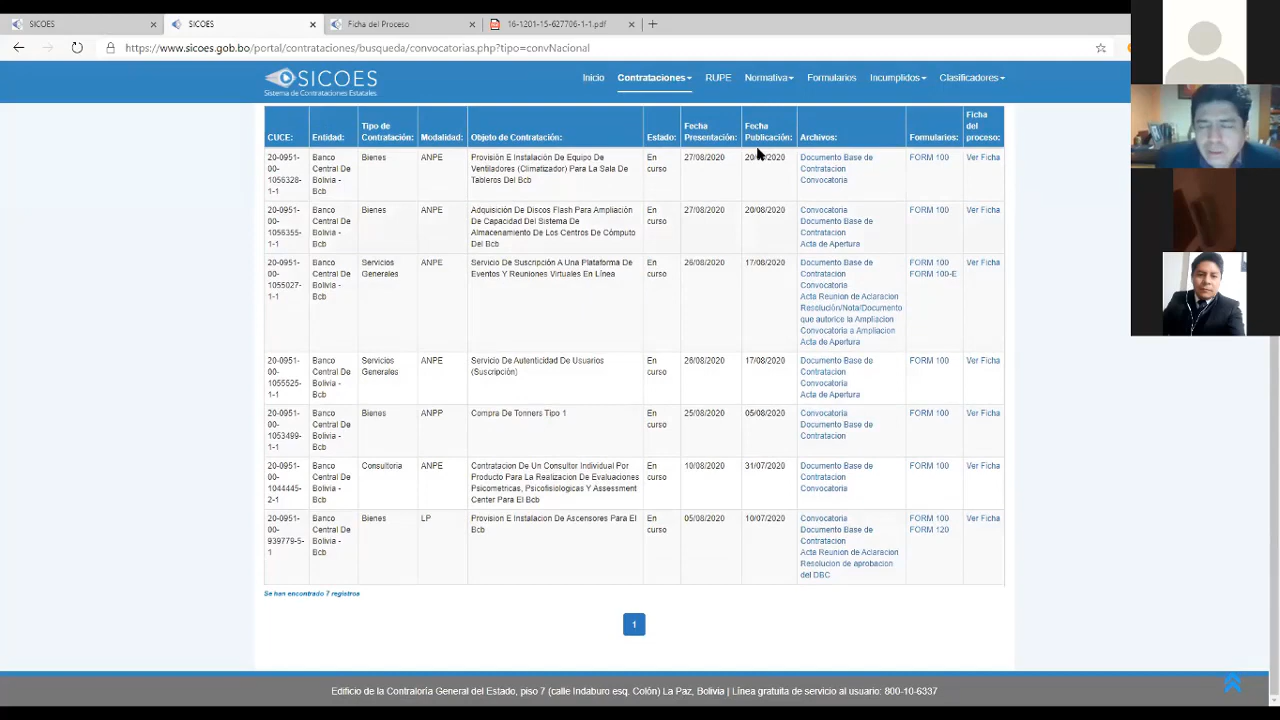 SICOES
SICOES
Ficha del Proceso
16-1201-15-627706-1-1.pdf
https://www.sicoes.gob.bo/portal/contrataciones/busqueda/convocatorias.php?tipo=convNacional
SICOES
Sistema de Contrataciones Estatales
Inicio Contrataciones RUPE Normativa Formularios Incumplidos Clasificadores
CUCE: Entidad: Tipo de Contratación: Modalidad: Objeto de Contratación: Estado: Fecha Presentación: Fecha Publicación: Archivos: Formularios: Ficha del proceso:
20-0951-
00-
1056328-
1-1
Banco
Central De
Bolivia -
Bcb
Bienes
ANPE
Provisión E Instalación De Equipo De
Ventiladores (Climatizador) Para La Sala De
Tableros Del Bcb
En
curso
27/08/2020
20/08/2020
Documento Base de
Contratacion
Convocatoria
FORM 100
Ver Ficha
20-0951-
00-
1056355-
1-1
Banco
Central De
Bolivia -
Bcb
Bienes
ANPE
Adquisición De Discos Flash Para Ampliación
De Capacidad Del Sistema De
Almacenamiento De Los Centros De Cómputo
Del Bcb
En
curso
27/08/2020
20/08/2020
Convocatoria
Documento Base de
Contratacion
Acta de Apertura
FORM 100
Ver Ficha
20-0951-
00-
1055027-
1-1
Banco
Central De
Bolivia -
Bcb
Servicios
Generales
ANPE
Servicio De Suscripción A Una Plataforma De
Eventos Y Reuniones Virtuales En Línea
En
curso
26/08/2020
17/08/2020
Documento Base de
Contratacion
Convocatoria
Acta Reunion de Aclaracion
Resolución/Nota/Documento
que autorice la Ampliacion
Convocatoria a Ampliacion
Acta de Apertura
FORM 100
FORM 100-E
Ver Ficha
20-0951-
00-
1055525-
1-1
Banco
Central De
Bolivia -
Bcb
Servicios
Generales
ANPE
Servicio De Autenticidad De Usuarios
(Suscripción)
En
curso
26/08/2020
17/08/2020
Documento Base de
Contratacion
Convocatoria
Acta de Apertura
FORM 100
Ver Ficha
20-0951-
00-
1053499-
1-1
Banco
Central De
Bolivia -
Bcb
Bienes
ANPP
Compra De Tonners Tipo 1
En
curso
25/08/2020
05/08/2020
Convocatoria
Documento Base de
Contratacion
FORM 100
Ver Ficha
20-0951-
00-
1044445-
2-1
Banco
Central De
Bolivia -
Bcb
Consultoria
ANPE
Contratacion De Un Consultor Individual Por
Producto Para La Realizacion De Evaluaciones
Psicometricas, Psicofisiologicas Y Assessment
Center Para El Bcb
En
curso
10/08/2020
31/07/2020
Documento Base de
Contratacion
Convocatoria
FORM 100
Ver Ficha
20-0951-
00-
939779-5-
1
Banco
Central De
Bolivia -
Bcb
Bienes
LP
Provision E Instalacion De Ascensores Para El
Bcb
En
curso
05/08/2020
10/07/2020
Convocatoria
Documento Base de
Contratacion
Acta Reunion de Aclaracion
Resolucion de aprobacion
del DBC
FORM 100
FORM 120
Ver Ficha
Se han encontrado 7 registros
1
Edificio de la Contraloría General del Estado, piso 7 (calle Indaburo esq. Colón) La Paz, Bolivia | Línea gratuita de servicio al usuario: 800-10-6337